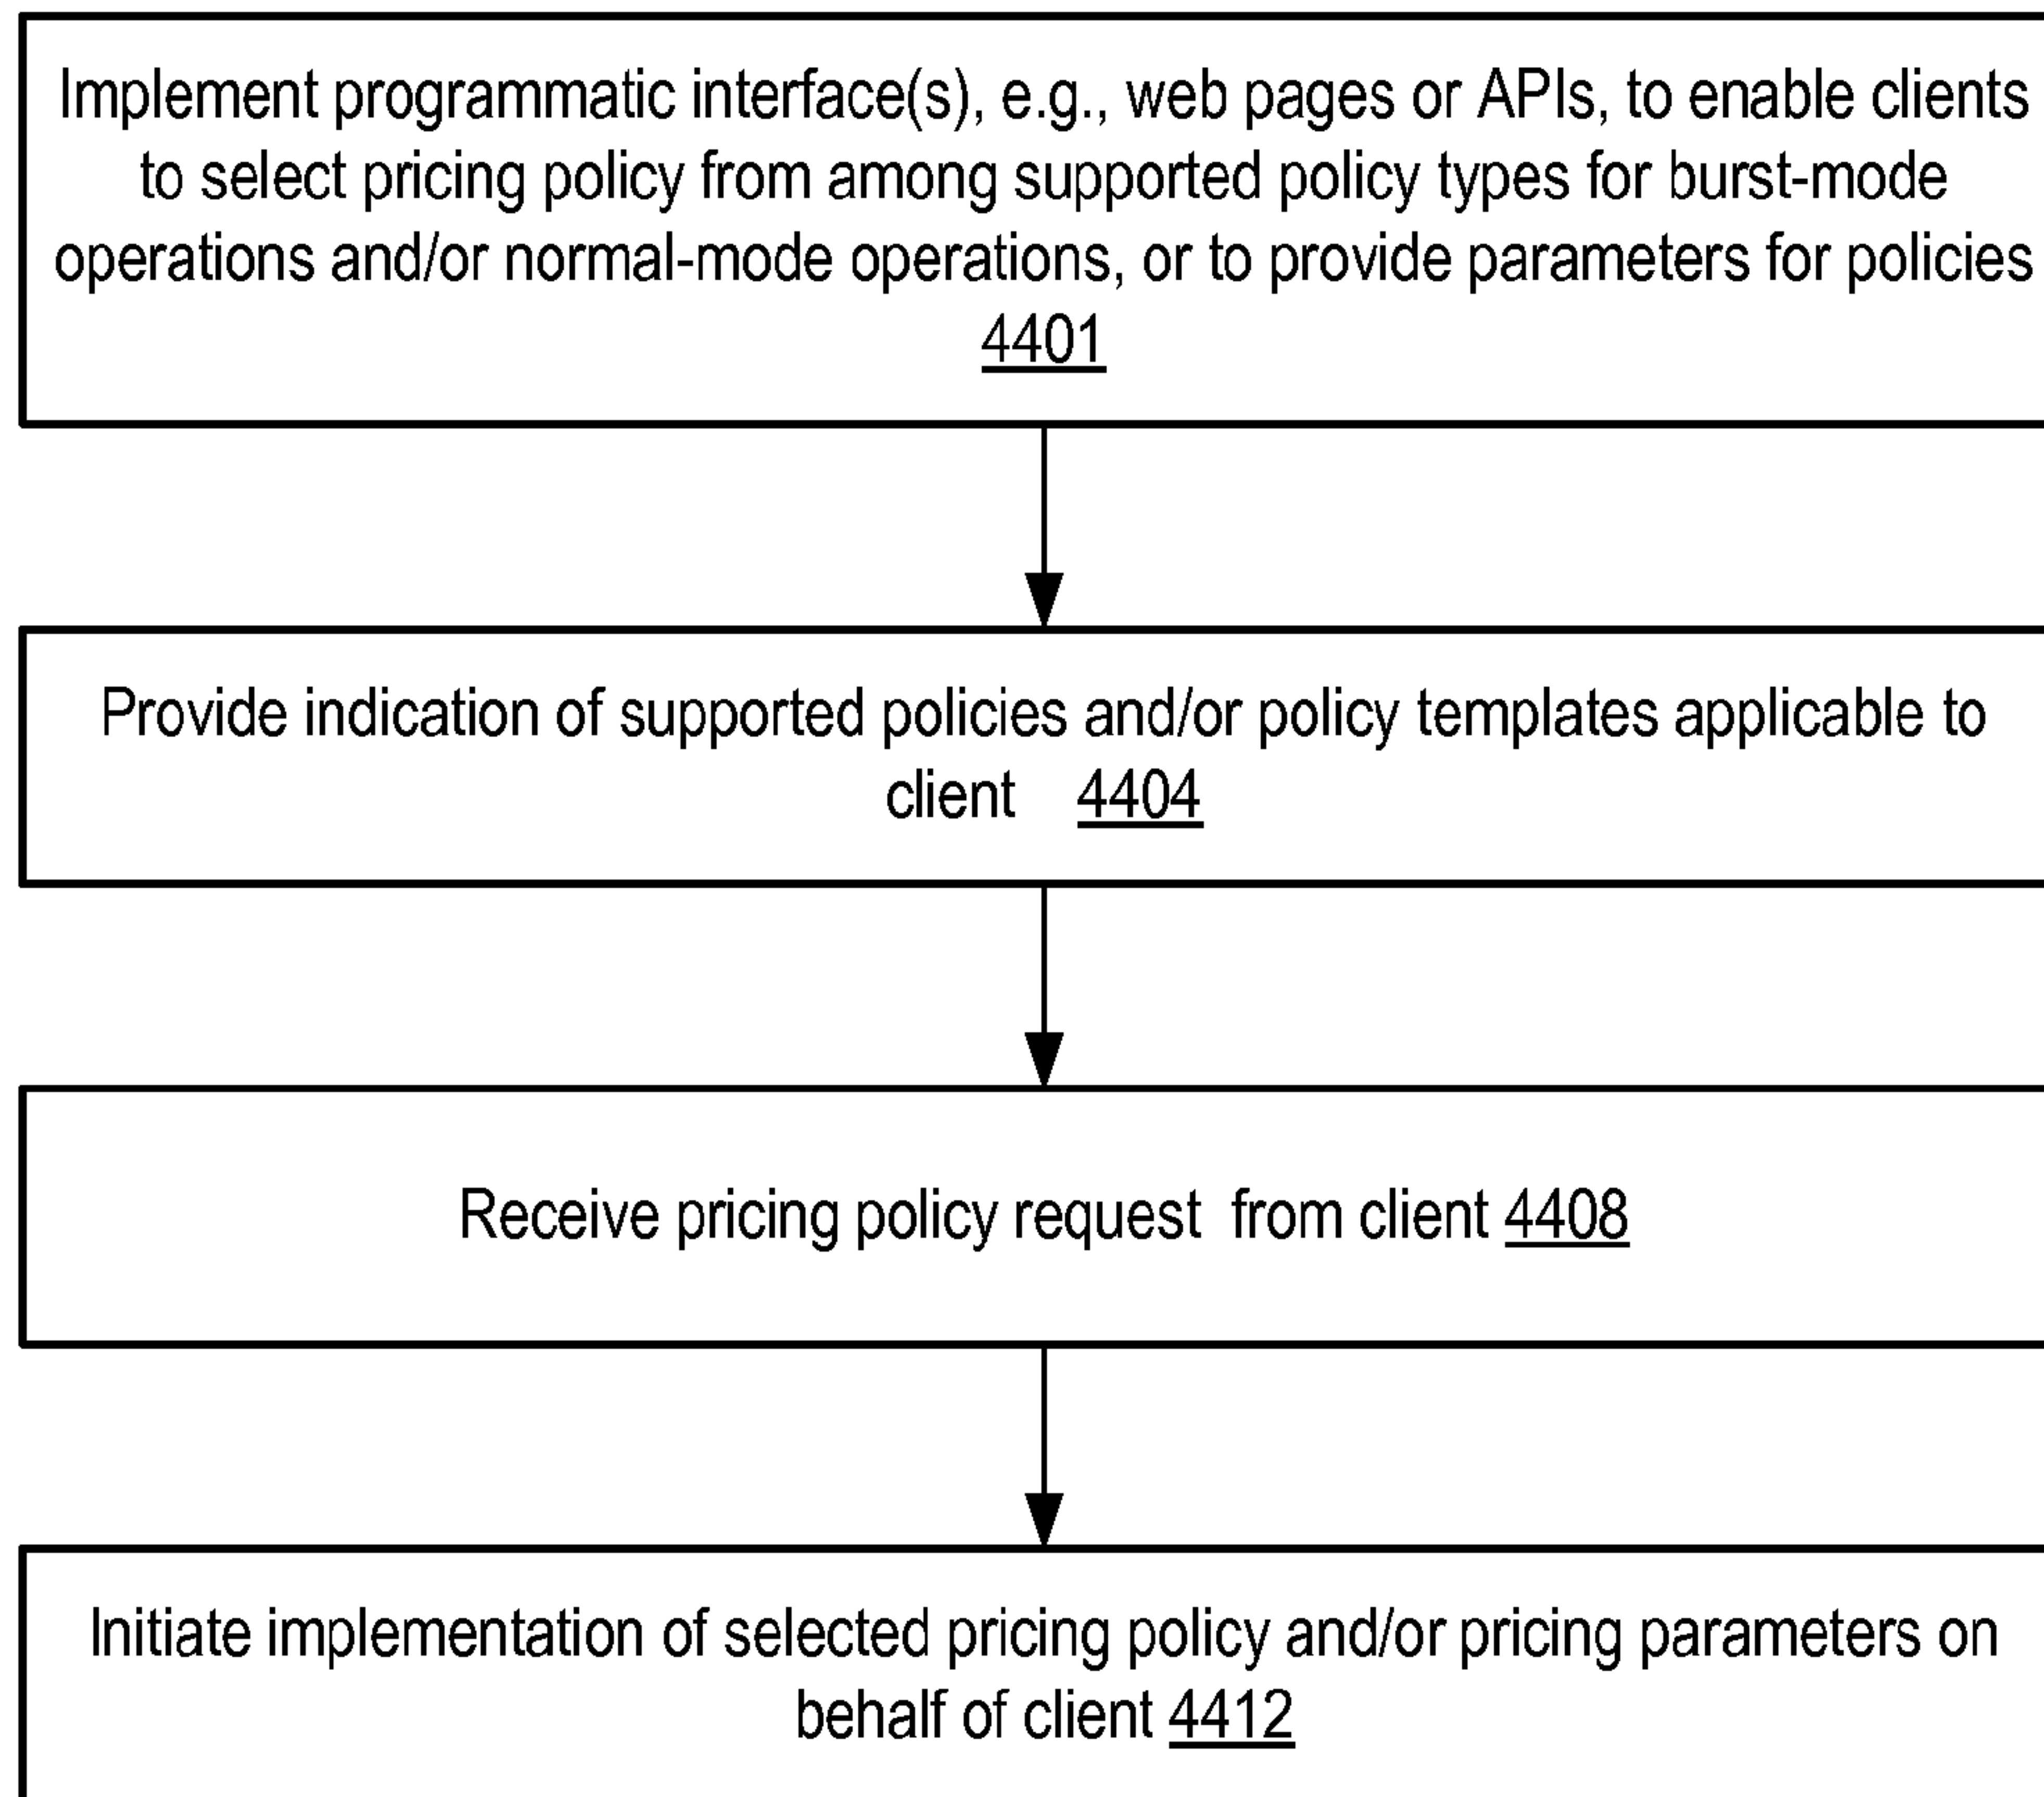 Implement programmatic interface(s), e.g., web pages or APIs, to enable clients
to select pricing policy from among supported policy types for burst-mode
operations and/or normal-mode operations, or to provide parameters for policies
4401
Provide indication of supported policies and/or policy templates applicable to
client 4404
Receive pricing policy request from client 4408
Initiate implementation of selected pricing policy and/or pricing parameters on
behalf of client 4412